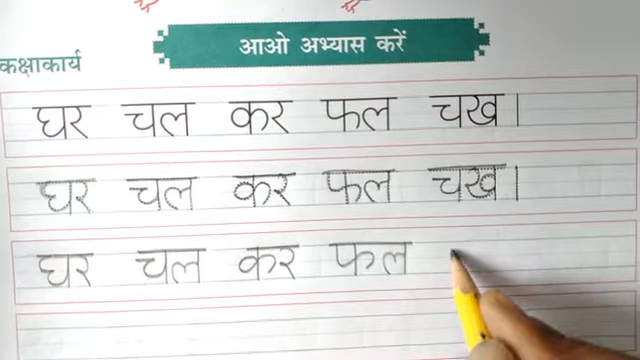 आओ अभ्यास करें
कक्षाकार्य
घर चल कर फल चख।
घर चल कर फल चख।
घर चल कर फल